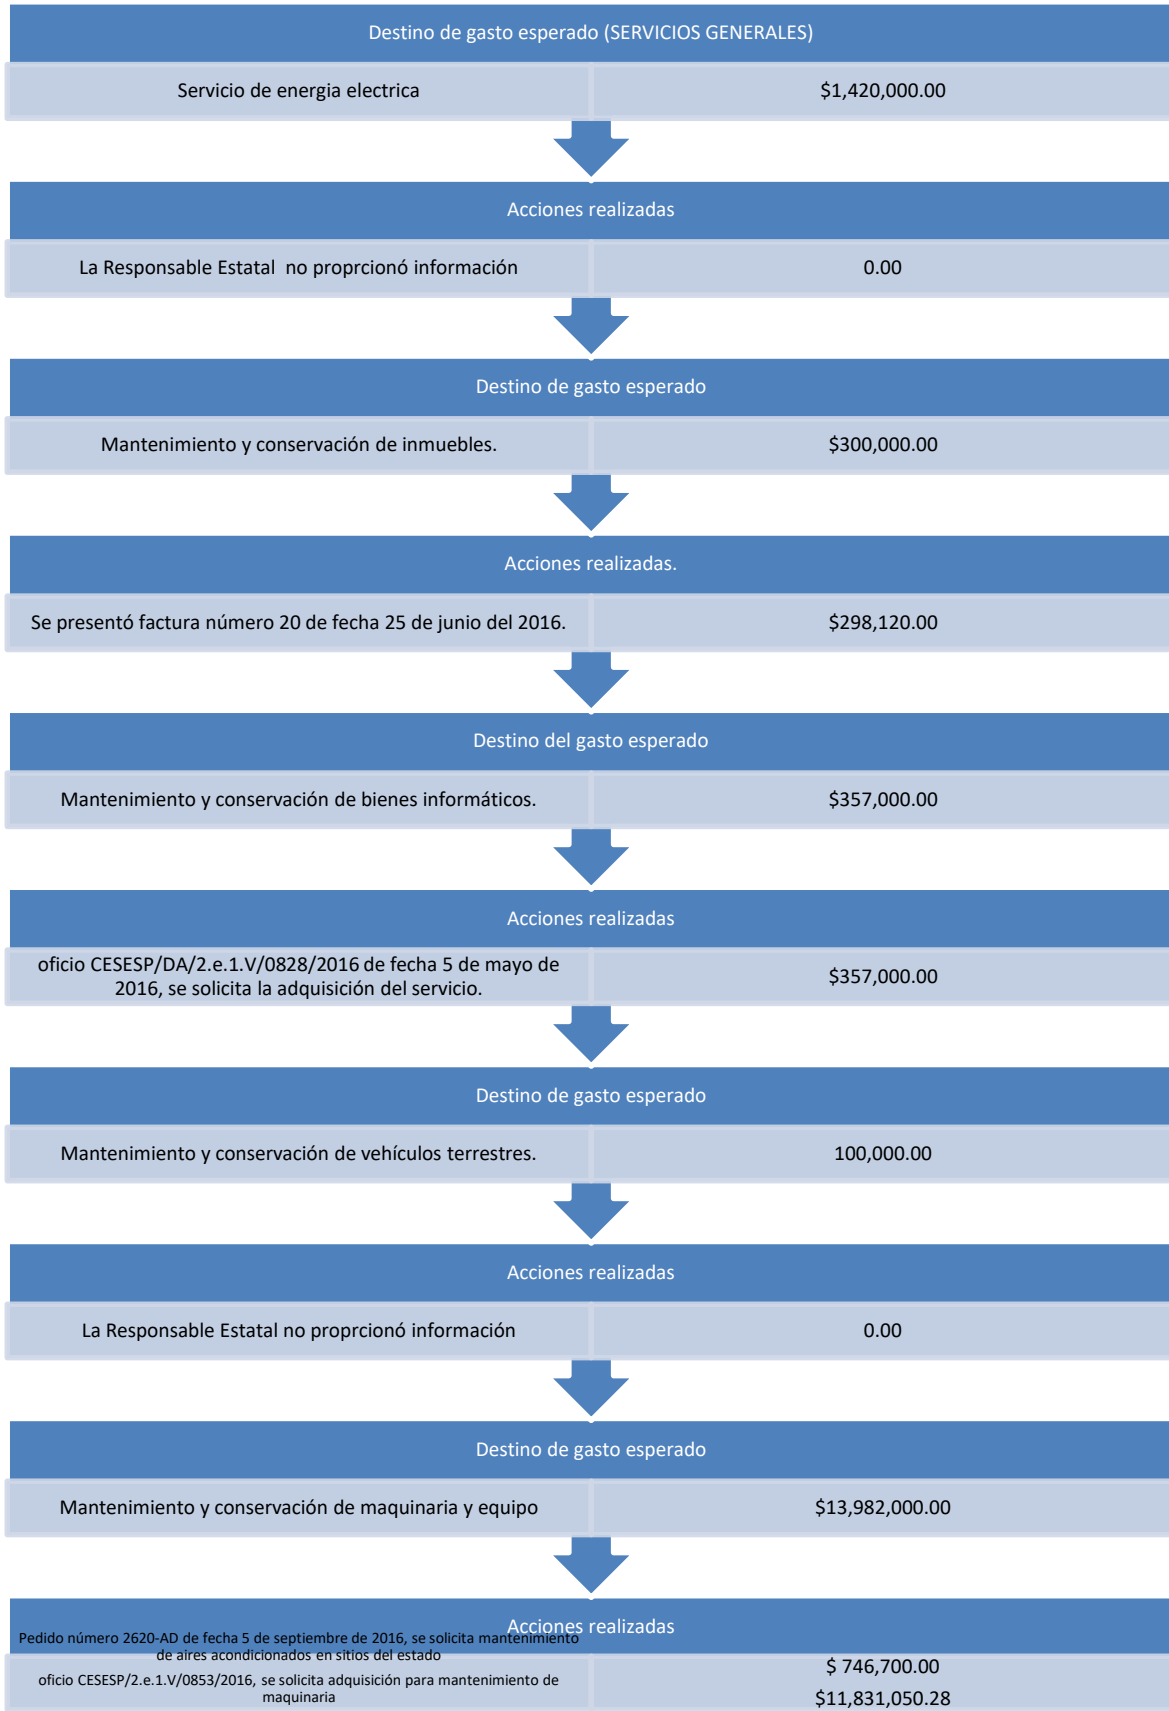 Destino de gasto esperado (SERVICIOS GENERALES)
Servicio de energia electrica
$1,420,000.00
Acciones realizadas
La Responsable Estatal  no proprcionó información
0.00
Destino de gasto esperado
Mantenimiento y conservación de inmuebles.
$300,000.00
Acciones realizadas.
Se presentó factura número 20 de fecha 25 de junio del 2016.
$298,120.00
Destino del gasto esperado
Mantenimiento y conservación de bienes informáticos.
$357,000.00
Acciones realizadas
oficio CESESP/DA/2.e.1.V/0828/2016 de fecha 5 de mayo de
2016, se solicita la adquisición del servicio.
$357,000.00
Destino de gasto esperado
Mantenimiento y conservación de vehículos terrestres.
100,000.00
Acciones realizadas
La Responsable Estatal no proprcionó información
0.00
Destino de gasto esperado
Mantenimiento y conservación de maquinaria y equipo
$13,982,000.00
Acciones realizadas
Pedido número 2620-AD de fecha 5 de septiembre de 2016, se solicita mantenimiento
de aires acondicionados en sitios del estado
oficio CESESP/2.e.1.V/0853/2016, se solicita adquisición para mantenimiento de
maquinaria
$ 746,700.00
$11,831,050.28